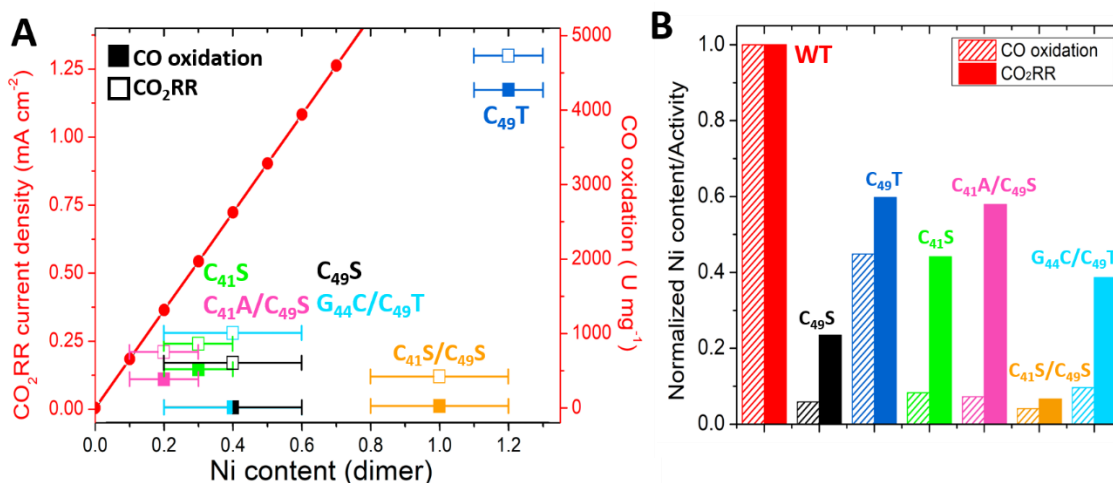 A
CO₂RR current density (mA cm⁻²)
1.25
1.00
0.75
0.50
0.25
0.00
CO oxidation
CO₂RR
C₄₉T
C₄₁S
C₄₉S
C₄₁A/C₄₉S
G₄₄C/C₄₉T
C₄₁S/C₄₉S
5000
4000
3000
2000
1000
0
CO oxidation ( U mg⁻¹)
0.0 0.2 0.4 0.6 0.8 1.0 1.2
Ni content (dimer)
B
Normalized Ni content/Activity
1.0
0.8
0.6
0.4
0.2
0.0
WT
CO oxidation
CO₂RR
C₄₉S
C₄₉T
C₄₁S
C₄₁A/C₄₉S
C₄₁S/C₄₉S
G₄₄C/C₄₉T